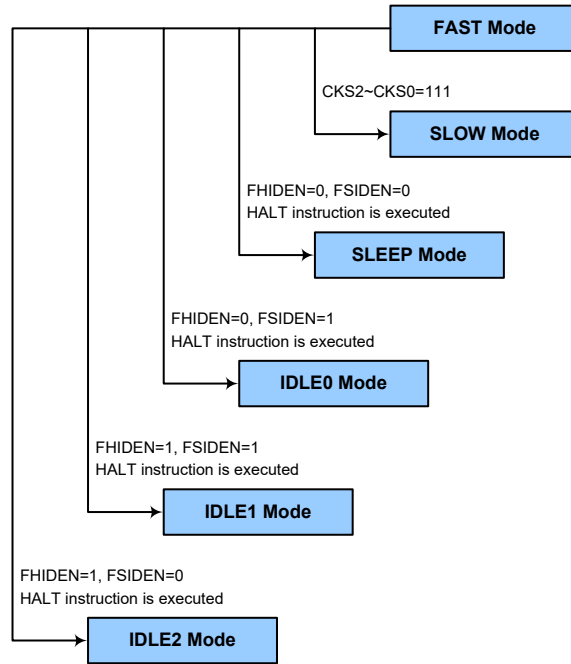 FAST Mode
CKS2~CKS0=111
SLOW Mode
FHIDEN=0, FSIDEN=0
HALT instruction is executed
SLEEP Mode
FHIDEN=0, FSIDEN=1
HALT instruction is executed
IDLE0 Mode
FHIDEN=1, FSIDEN=1
HALT instruction is executed
IDLE1 Mode
FHIDEN=1, FSIDEN=0
HALT instruction is executed
IDLE2 Mode